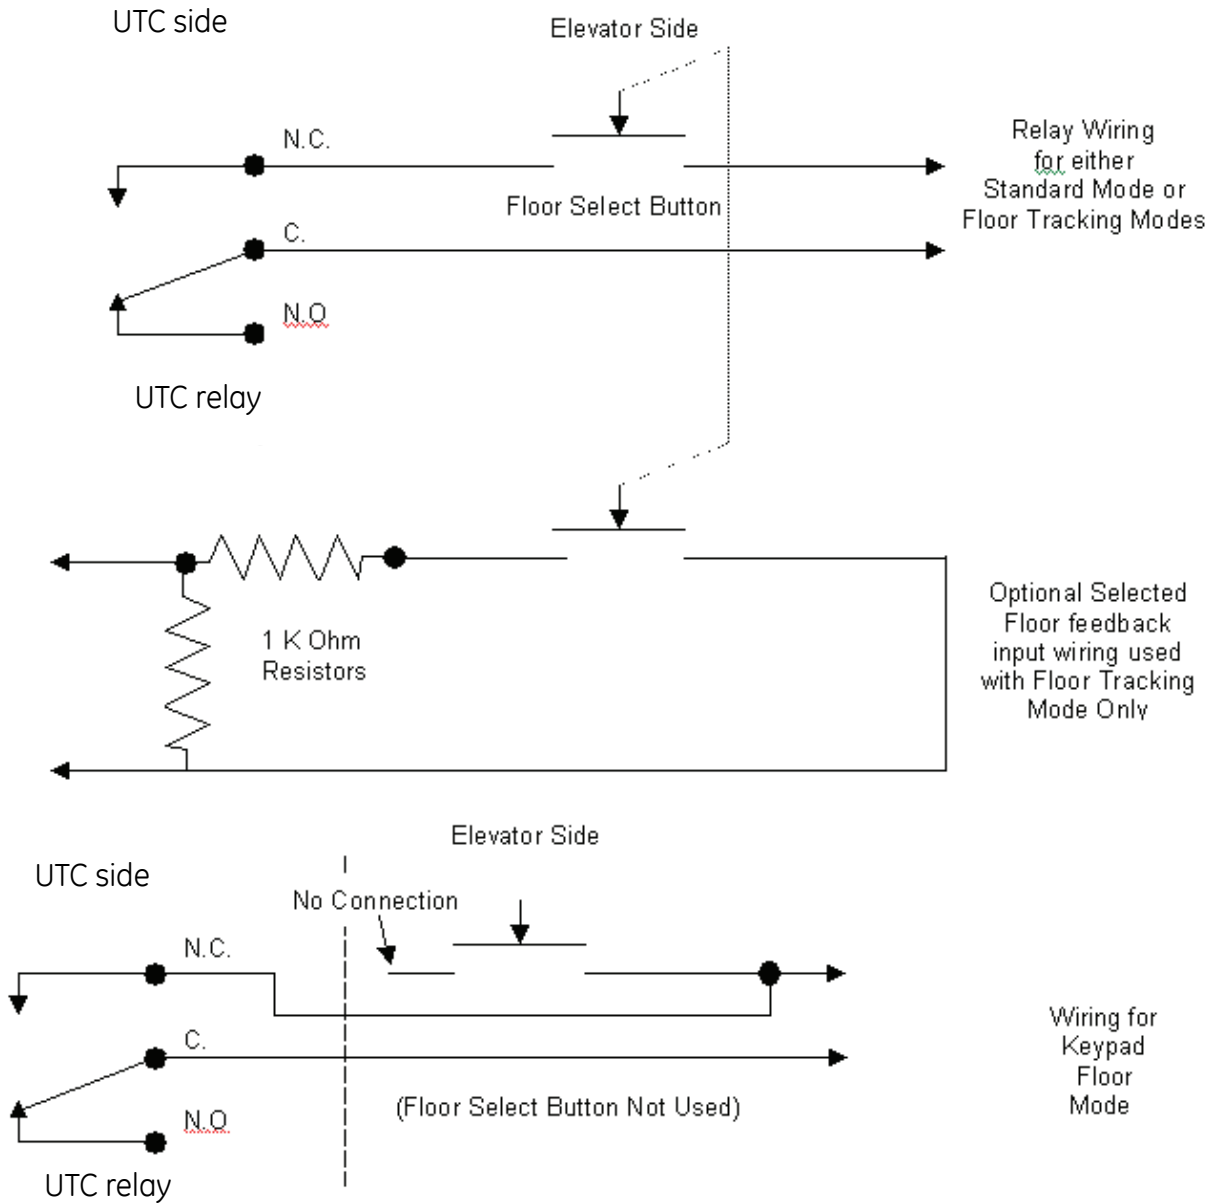 UTC side
Elevator Side
N.C.
Relay Wiring
for either
Standard Mode or
Floor Tracking Modes
Floor Select Button
C.
N.O
UTC relay
1 K Ohm
Resistors
Optional Selected
Floor feedback
input wiring used
with Floor Tracking
Mode Only
Elevator Side
UTC side
No Connection
N.C.
C.
Wiring for
Keypad
Floor
Mode
(Floor Select Button Not Used)
N.O
UTC relay